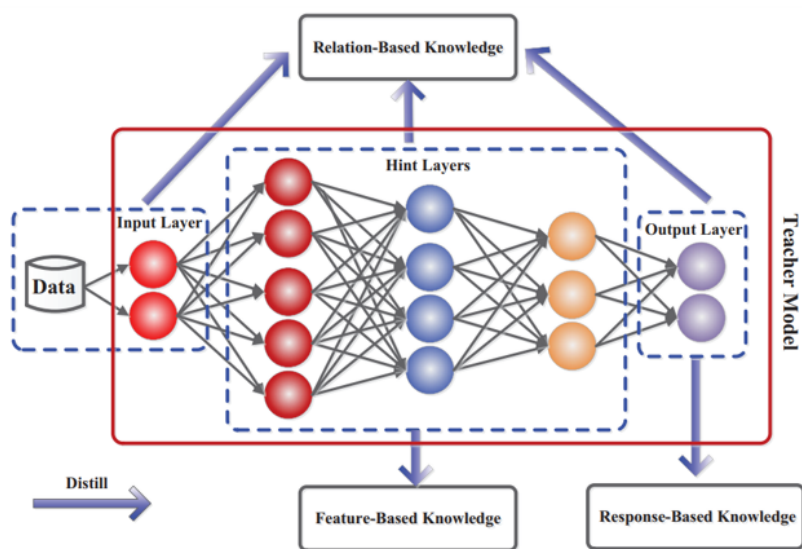 Relation-Based Knowledge
Hint Layers
Input Layer
Output Layer
Data
Teacher Model
Distill
Feature-Based Knowledge
Response-Based Knowledge